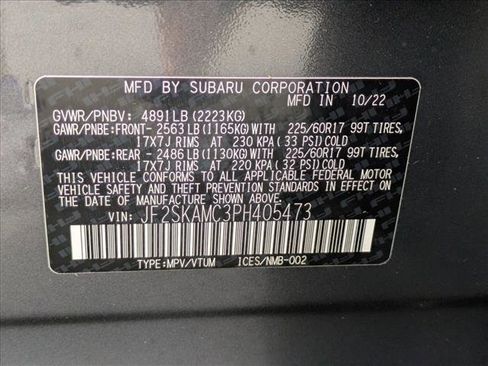 MFD BY SUBARU CORPORATION
10/22
GVWR/PNBV: 4891LB (2223KG)
GAWR/PNBE:FRONT- 2563LB(1165KG)WITH 225/60R17 99T TIRES,
17X7J RIMS AT 230 KPA (33 PSI)COLD
GAWR/PNBE:REAR - 2486LB(1130KG)WITH 225/60R17 99T TIRES,
17X7J RIMS AT 220 KPA (32 PSI)COLD
THIS VEHICLE CONFORMS TO ALL APPLICABLE FEDERAL MOTOR
VEHICLE SAFETY AND THEFT PREVENTION STANDARDS IN EFFECT ON
THE DATE OF MANUFACTURE SHOWN ABOVE.
VIN: JF2SKAMC3PH405473
TYPE:MPV/VTUM ICES/NMB-002